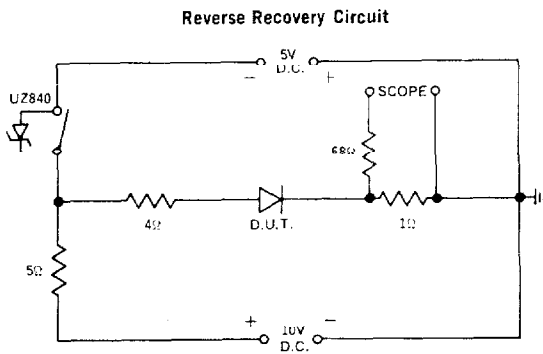 Reverse Recovery Circuit
5V
D.C.
− +
UZ840
SCOPE
68Ω
4Ω
D.U.T.
1Ω
5Ω
+ −
10V
D.C.